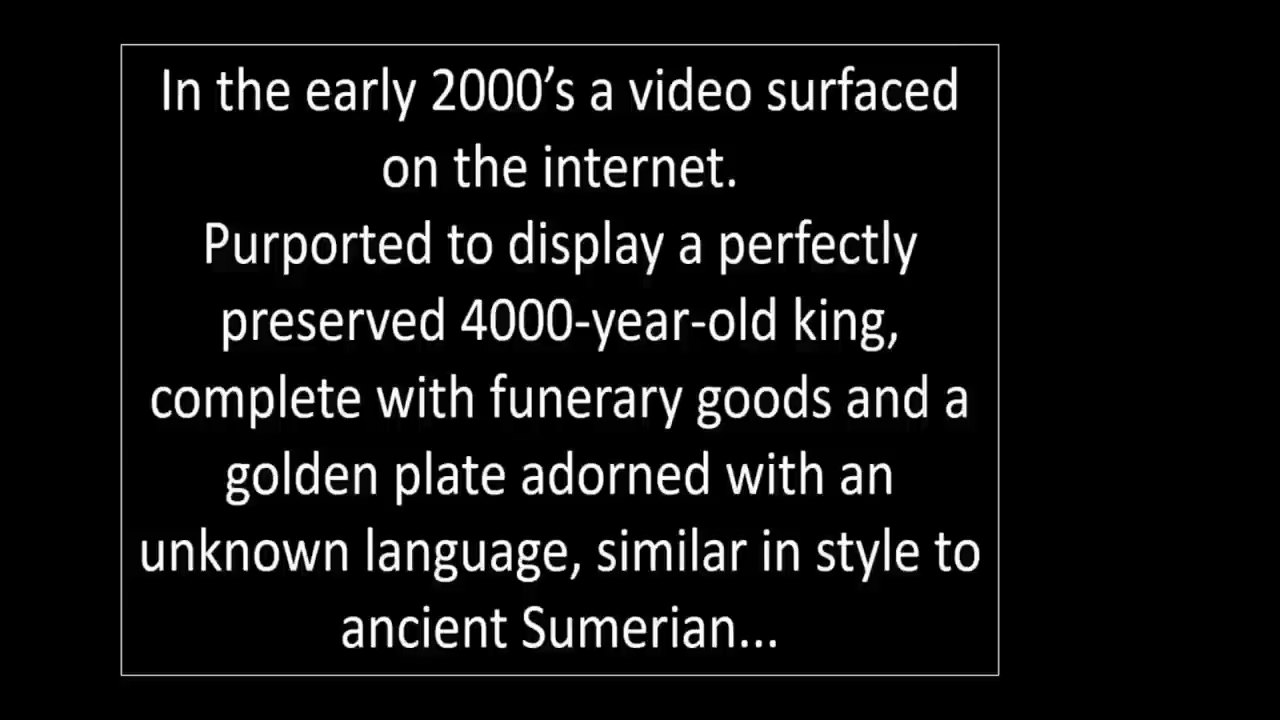 In the early 2000’s a video surfaced
on the internet.
Purported to display a perfectly
preserved 4000-year-old king,
complete with funerary goods and a
golden plate adorned with an
unknown language, similar in style to
ancient Sumerian...